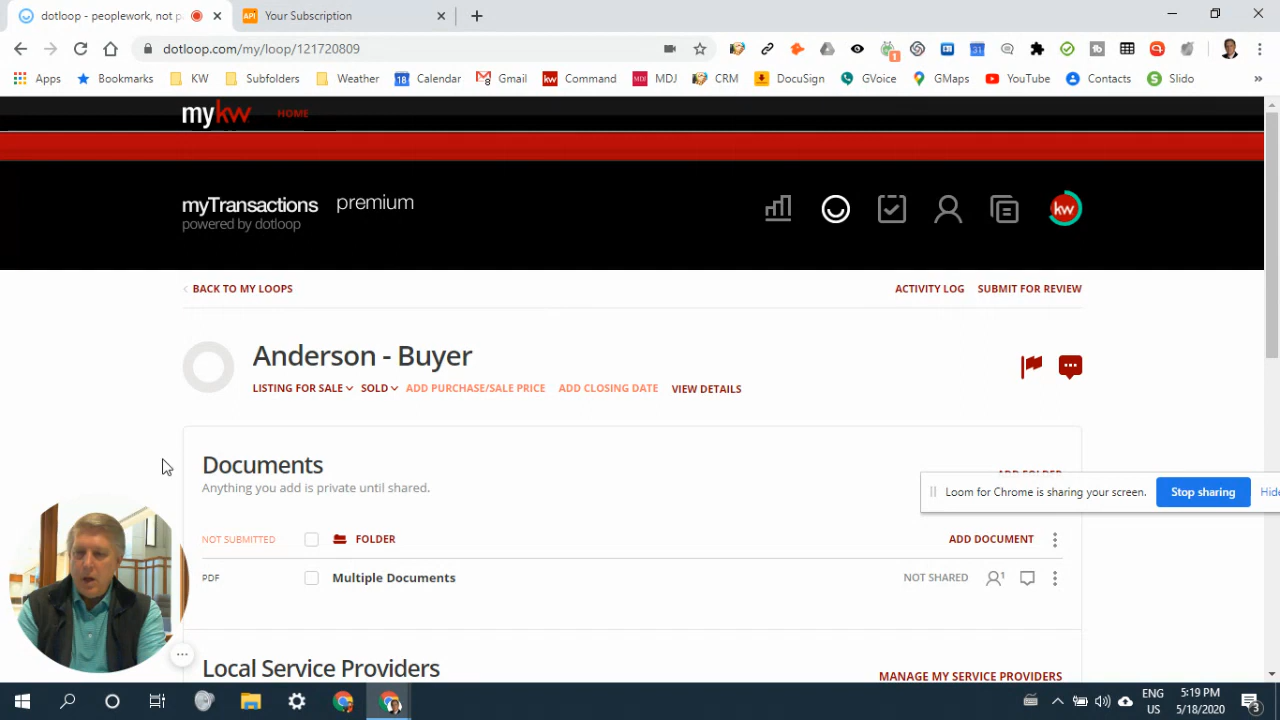 dotloop - peoplework, not p
Your Subscription
dotloop.com/my/loop/121720809
Apps
Bookmarks
KW
Subfolders
Weather
Calendar
Gmail
Command
MDJ
CRM
DocuSign
GVoice
GMaps
YouTube
Contacts
Slido
mykw
HOME
myTransactions premium
powered by dotloop
kw
BACK TO MY LOOPS
ACTIVITY LOG
SUBMIT FOR REVIEW
Anderson - Buyer
LISTING FOR SALE SOLD ADD PURCHASE/SALE PRICE ADD CLOSING DATE VIEW DETAILS
Documents
Anything you add is private until shared.
Loom for Chrome is sharing your screen. Stop sharing Hide
NOT SUBMITTED FOLDER ADD DOCUMENT
PDF Multiple Documents NOT SHARED 1
Local Service Providers
MANAGE MY SERVICE PROVIDERS
ENG
US
5:19 PM
5/18/2020
3